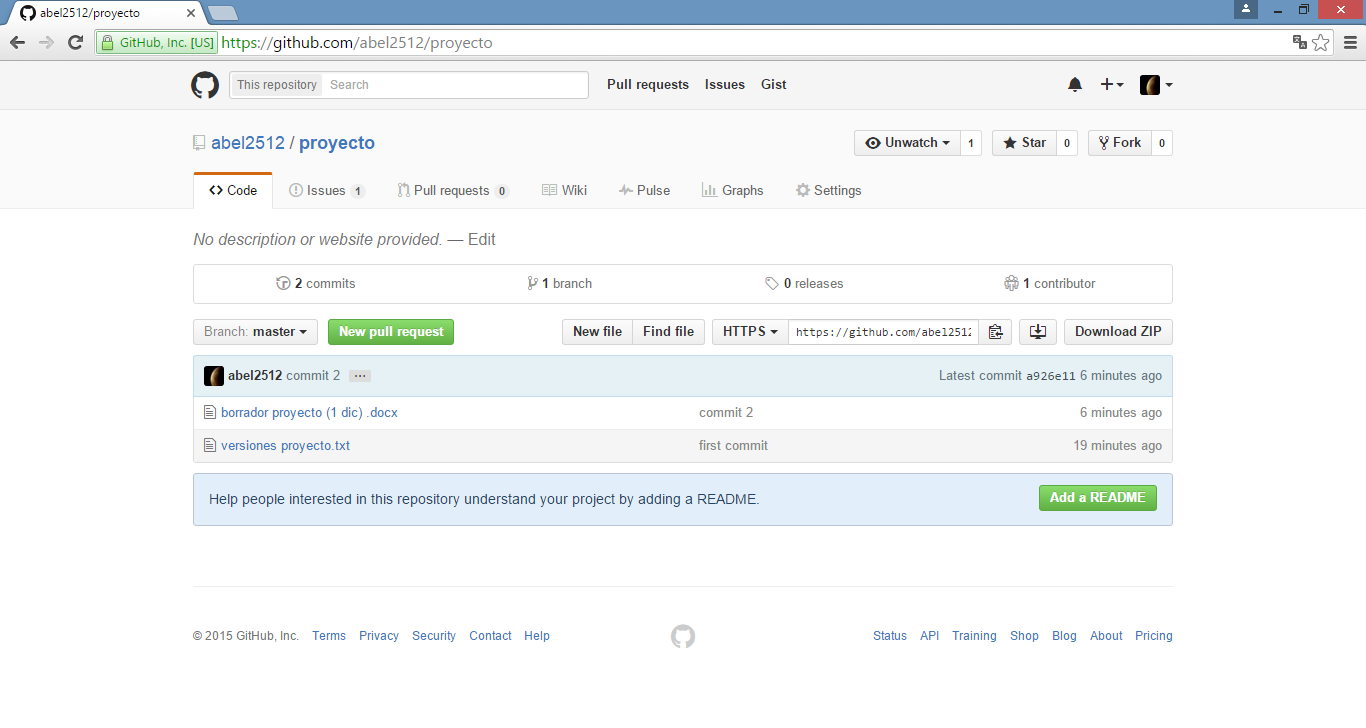 abel2512/proyecto
GitHub, Inc. [US] https://github.com/abel2512/proyecto
This repository Search Pull requests Issues Gist
abel2512 / proyecto Unwatch 1 Star 0 Fork 0
Code Issues 1 Pull requests 0 Wiki Pulse Graphs Settings
No description or website provided. — Edit
2 commits 1 branch 0 releases 1 contributor
Branch: master New pull request New file Find file HTTPS https://github.com/abel2512 Download ZIP
abel2512 commit 2 ... Latest commit a926e11 6 minutes ago
borrador proyecto (1 dic) .docx commit 2 6 minutes ago
versiones proyecto.txt first commit 19 minutes ago
Help people interested in this repository understand your project by adding a README. Add a README
© 2015 GitHub, Inc. Terms Privacy Security Contact Help Status API Training Shop Blog About Pricing